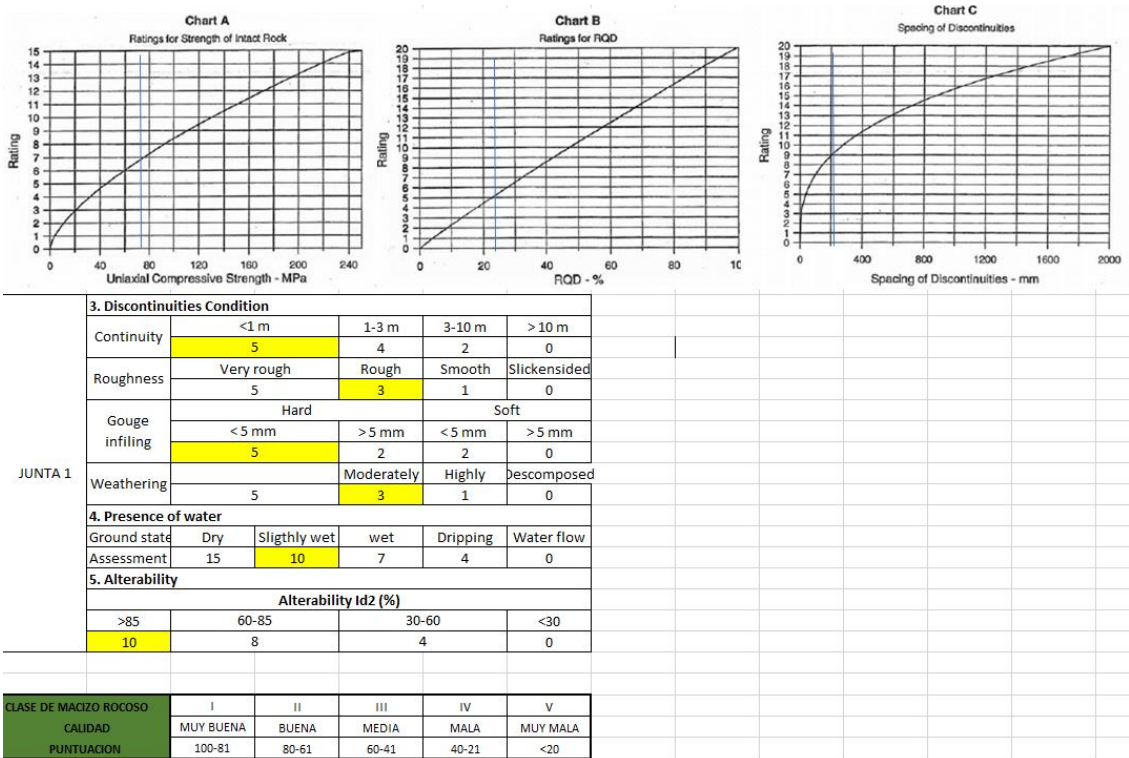 Chart A
Ratings for Strength of Intact Rock
15
14
13
12
11
10
9
8
7
6
5
4
3
2
1
0
Rating
0 40 80 120 160 200 240
Uniaxial Compressive Strength - MPa
Chart B
Ratings for RQD
20
19
18
17
16
15
14
13
12
11
10
9
8
7
6
5
4
3
2
1
0
Rating
0 20 40 60 80 10
RQD - %
Chart C
Spacing of Discontinuities
20
19
18
17
16
15
14
13
12
11
10
9
8
7
6
5
4
3
2
1
0
Rating
0 400 800 1200 1600 2000
Spacing of Discontinuities - mm
JUNTA 1
3. Discontinuities Condition
Continuity
<1 m 1-3 m 3-10 m > 10 m
5 4 2 0
Roughness
Very rough Rough Smooth Slickensided
5 3 1 0
Gouge
infiling
Hard Soft
< 5 mm > 5 mm < 5 mm > 5 mm
5 2 2 0
Weathering
Moderately Highly Descomposed
5 3 1 0
4. Presence of water
Ground state Dry Sligthly wet wet Dripping Water flow
Assessment 15 10 7 4 0
5. Alterability
Alterability Id2 (%)
>85 60-85 30-60 <30
10 8 4 0
CLASE DE MACIZO ROCOSO I II III IV V
CALIDAD MUY BUENA BUENA MEDIA MALA MUY MALA
PUNTUACION 100-81 80-61 60-41 40-21 <20